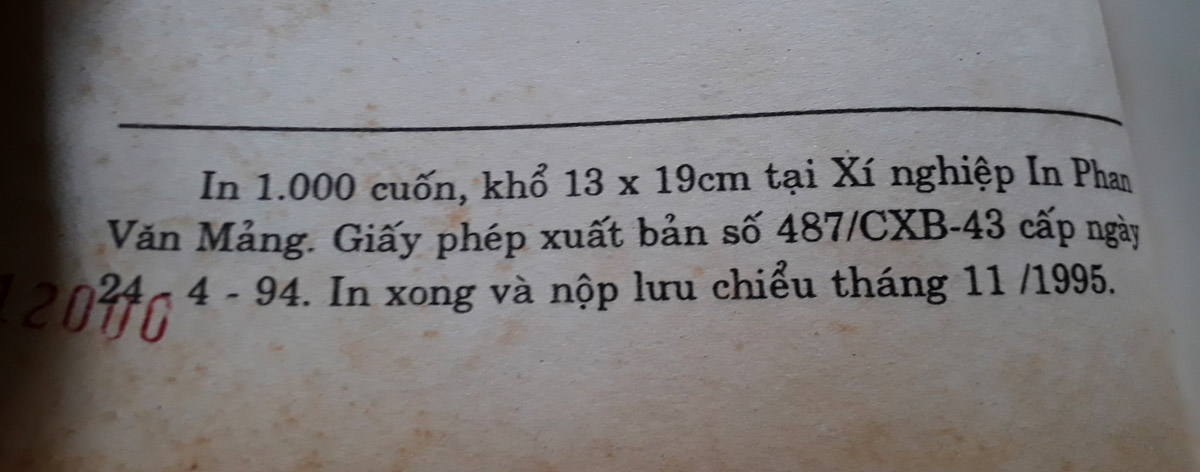 In 1.000 cuốn, khổ 13 x 19cm tại Xí nghiệp In Phan
Văn Mảng. Giấy phép xuất bản số 487/CXB-43 cấp ngày
24 - 4 - 94. In xong và nộp lưu chiểu tháng 11 /1995.
12000